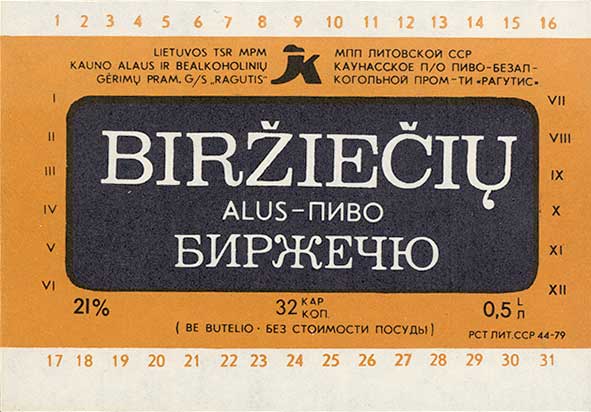 1 2 3 4 5 6 7 8 9 10 11 12 13 14 15 16
LIETUVOS TSR MPM
KAUNO ALAUS IR BEALKOHOLINIŲ
GĖRIMŲ PRAM. G/S „RAGUTIS"
МПП ЛИТОВСКОЙ ССР
КАУНАССКОЕ П/О ПИВО-БЕЗАЛ-
КОГОЛЬНОЙ ПРОМ-ТИ «РАГУТИС»
I
II
III
IV
V
VI
BIRŽIEČIŲ
ALUS-ПИВО
БИРЖЕЧЮ
VII
VIII
IX
X
XI
XII
21%
32 KAP КОП.
0,5 L Л
( BE BUTELIO · БЕЗ СТОИМОСТИ ПОСУДЫ )
РСТ ЛИТ.ССР 44-79
17 18 19 20 21 22 23 24 25 26 27 28 29 30 31